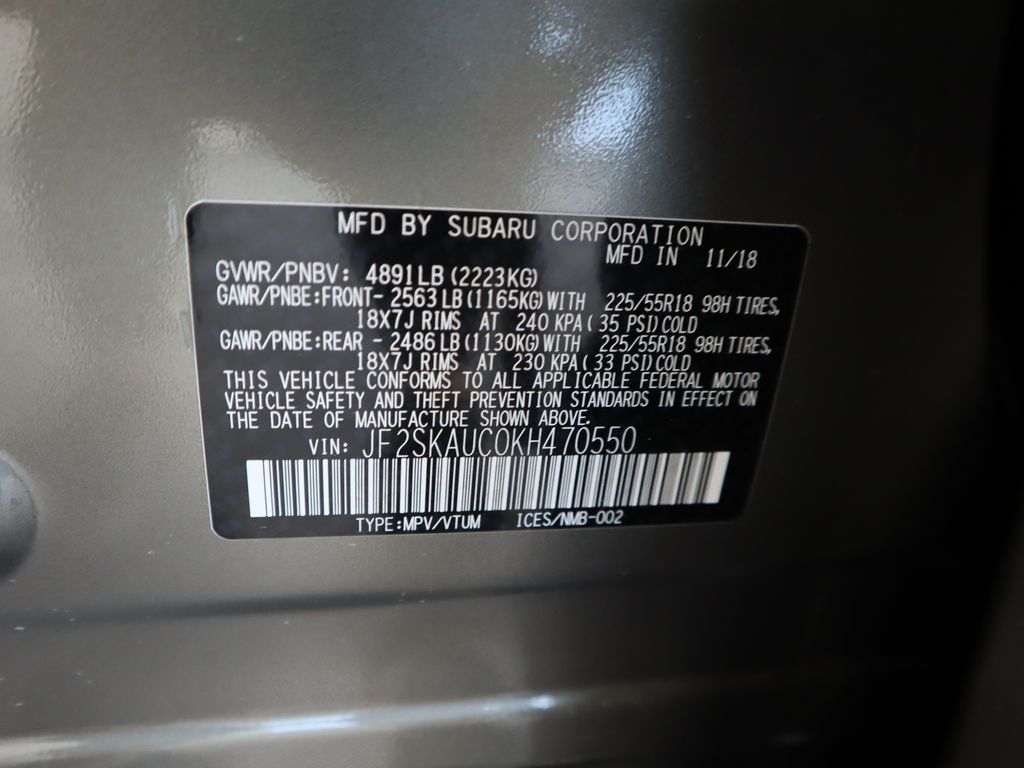 MFD BY SUBARU CORPORATION
MFD IN 11/18
GVWR/PNBV: 4891LB (2223KG)
GAWR/PNBE:FRONT- 2563LB(1165KG)WITH 225/55R18 98H TIRES,
18X7J RIMS AT 240 KPA( 35 PSI)COLD
GAWR/PNBE:REAR - 2486LB(1130KG)WITH 225/55R18 98H TIRES,
18X7J RIMS AT 230 KPA( 33 PSI)COLD
THIS VEHICLE CONFORMS TO ALL APPLICABLE FEDERAL MOTOR
VEHICLE SAFETY AND THEFT PREVENTION STANDARDS IN EFFECT ON
THE DATE OF MANUFACTURE SHOWN ABOVE.
VIN: JF2SKAUC0KH470550
TYPE:MPV/VTUM ICES/NMB-002